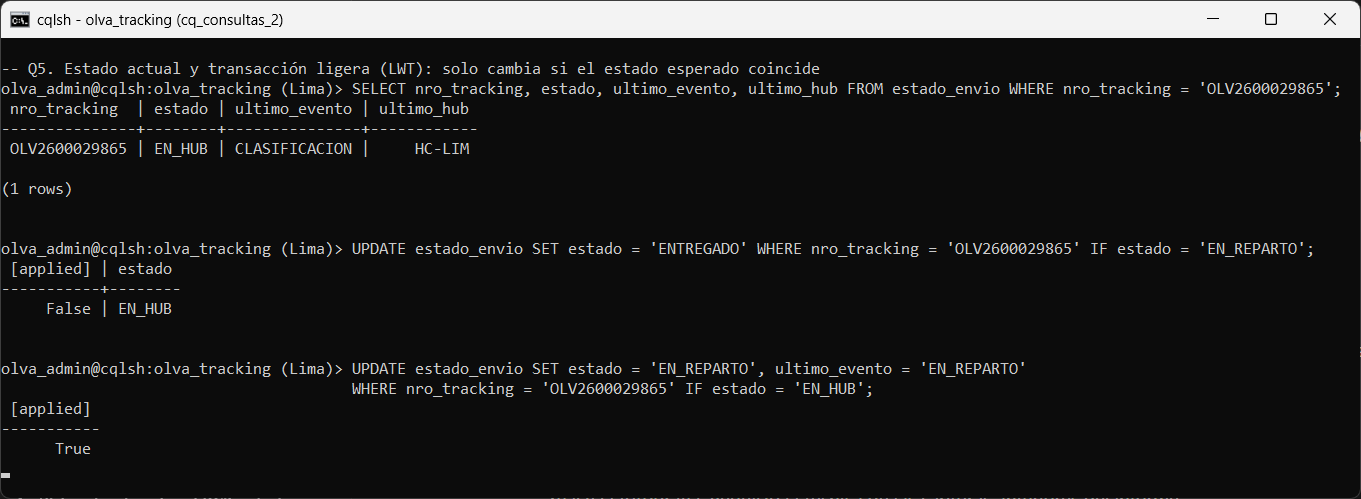 cqlsh - olva_tracking (cq_consultas_2)
-- Q5. Estado actual y transacción ligera (LWT): solo cambia si el estado esperado coincide
olva_admin@cqlsh:olva_tracking (Lima)> SELECT nro_tracking, estado, ultimo_evento, ultimo_hub FROM estado_envio WHERE nro_tracking = 'OLV2600029865';
 nro_tracking  | estado | ultimo_evento | ultimo_hub
---------------+--------+---------------+------------
 OLV2600029865 | EN_HUB | CLASIFICACION |     HC-LIM
(1 rows)
olva_admin@cqlsh:olva_tracking (Lima)> UPDATE estado_envio SET estado = 'ENTREGADO' WHERE nro_tracking = 'OLV2600029865' IF estado = 'EN_REPARTO';
 [applied] | estado
-----------+--------
     False | EN_HUB
olva_admin@cqlsh:olva_tracking (Lima)> UPDATE estado_envio SET estado = 'EN_REPARTO', ultimo_evento = 'EN_REPARTO'
                                       WHERE nro_tracking = 'OLV2600029865' IF estado = 'EN_HUB';
 [applied]
-----------
      True